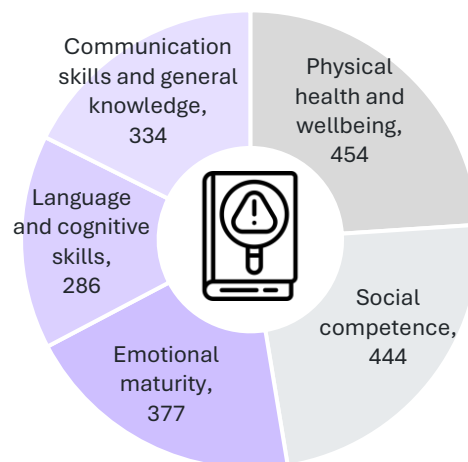 Communication
skills and general
knowledge,
334
Physical
health and
wellbeing,
454
Language
and cognitive
skills,
286
Social
competence,
444
Emotional
maturity,
377